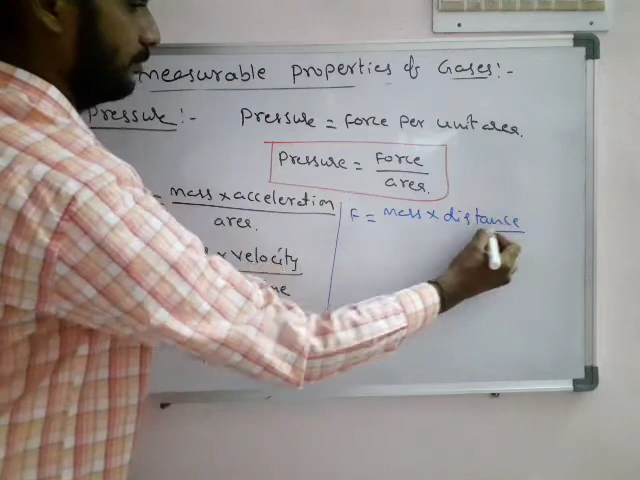 measurable properties of Gases:-
Pressure:- Pressure = Force per unit area.
Pressure = Force / area.
= mass x acceleration / area.
x velocity
F = mass x distance